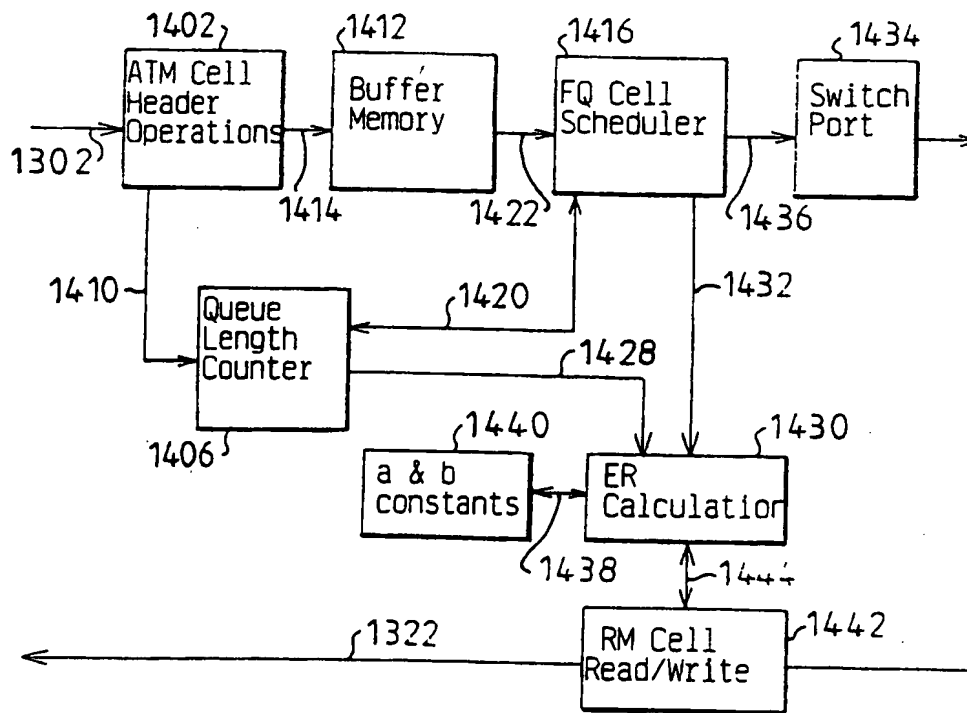 1402
1412
1416
1434
ATM Cell
Header
Operations
Buffer
Memory
FQ Cell
Scheduler
Switch
Port
1302
1414
1422
1436
1410
1420
1432
Queue
Length
Counter
1428
1406
1440
1430
a & b
constants
ER
Calculation
1438
1444
1442
RM Cell
Read/Write
1322